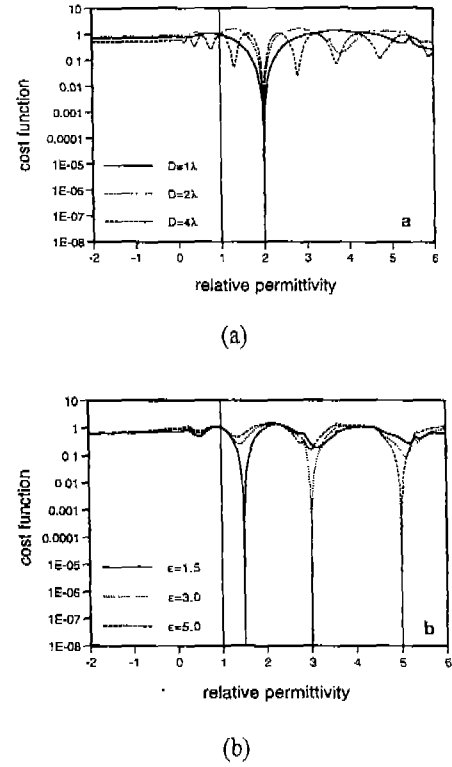 10
1
0.1
0.01
0.001
0.0001
1E-05
1E-06
1E-07
1E-08
cost function
D=1λ
D=2λ
D=4λ
a
-2 -1 0 1 2 3 4 5 6
relative permittivity
(a)
10
1
0.1
0.01
0.001
0.0001
1E-05
1E-06
1E-07
1E-08
cost function
ε=1.5
ε=3.0
ε=5.0
b
-2 -1 0 1 2 3 4 5 6
relative permittivity
(b)